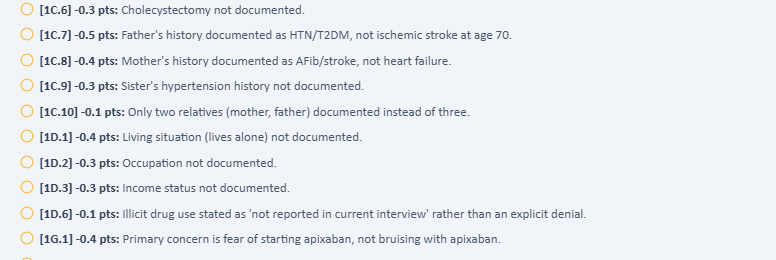 [1C.6] -0.3 pts: Cholecystectomy not documented.
[1C.7] -0.5 pts: Father's history documented as HTN/T2DM, not ischemic stroke at age 70.
[1C.8] -0.4 pts: Mother's history documented as AFib/stroke, not heart failure.
[1C.9] -0.3 pts: Sister's hypertension history not documented.
[1C.10] -0.1 pts: Only two relatives (mother, father) documented instead of three.
[1D.1] -0.4 pts: Living situation (lives alone) not documented.
[1D.2] -0.3 pts: Occupation not documented.
[1D.3] -0.3 pts: Income status not documented.
[1D.6] -0.1 pts: Illicit drug use stated as 'not reported in current interview' rather than an explicit denial.
[1G.1] -0.4 pts: Primary concern is fear of starting apixaban, not bruising with apixaban.